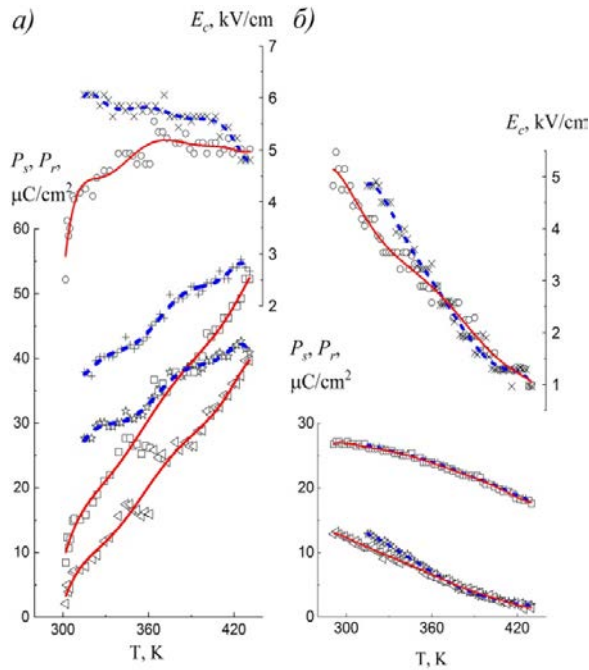 а)
E_c, kV/cm
7
6
5
4
3
2
P_s, P_r,
μC/cm²
60
50
40
30
20
10
0
300
360
420
T, K
б)
E_c, kV/cm
5
4
3
2
1
P_s, P_r,
μC/cm²
30
20
10
0
300
360
420
T, K